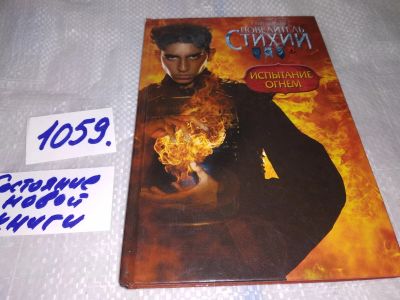 ПОВЕЛИТЕЛЬ
СТИХИЙ
ИСПЫТАНИЕ
ОГНЕМ
1059.
Состояние
новой
книги